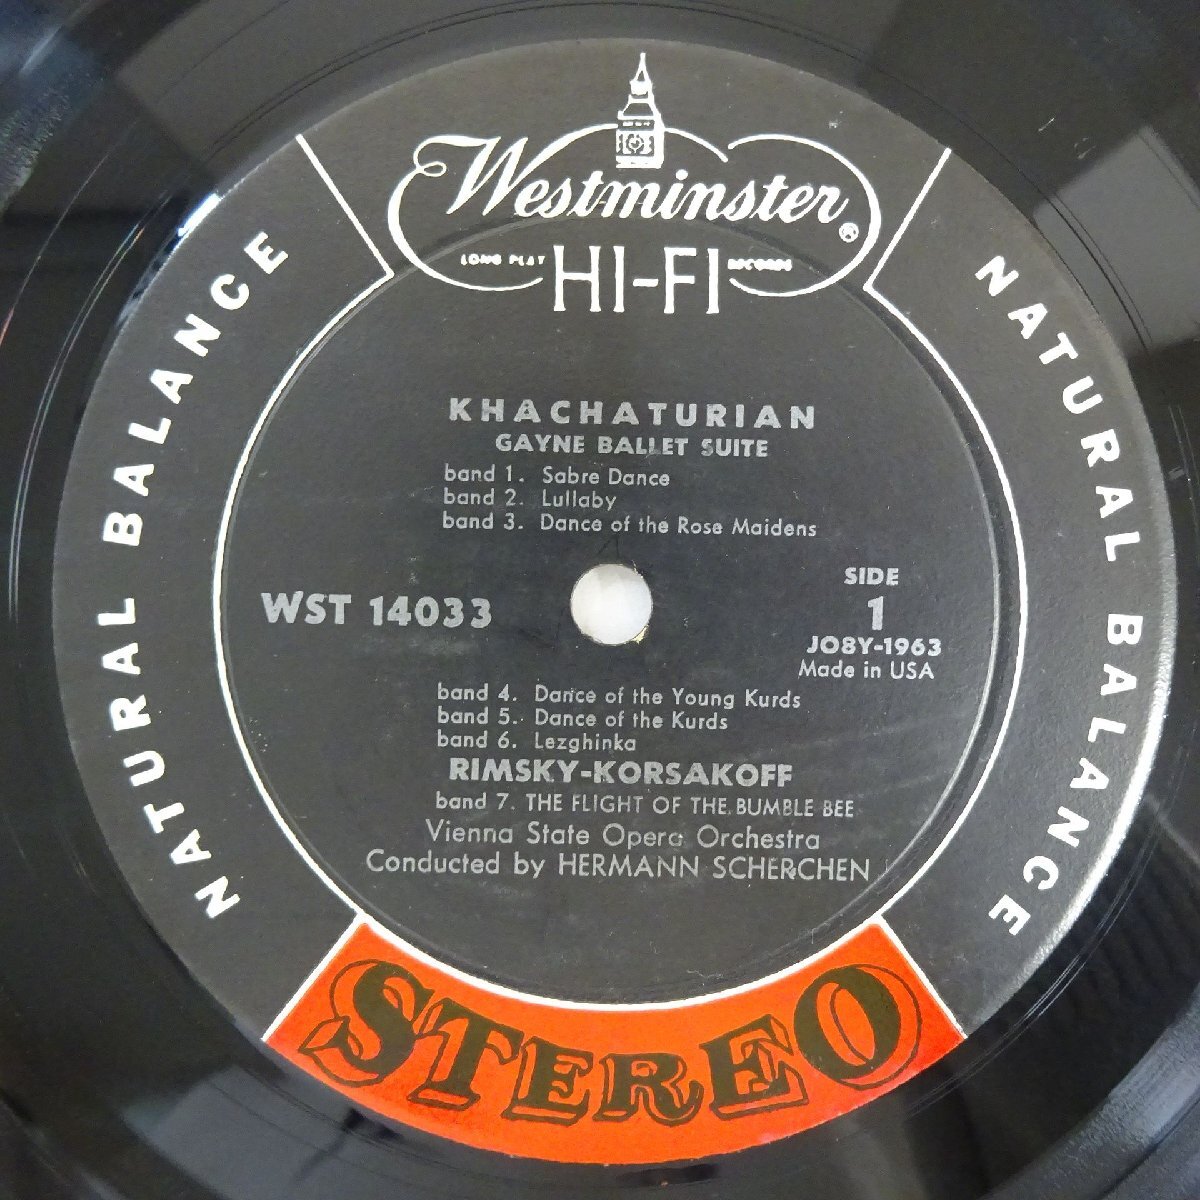 Westminster®
LONG PLAY HI-FI RECORDS
NATURAL BALANCE
NATURAL BALANCE
KHACHATURIAN
GAYNE BALLET SUITE
band 1. Sabre Dance
band 2. Lullaby
band 3. Dance of the Rose Maidens
WST 14033
SIDE
1
JO8Y-1963
Made in USA
band 4. Dance of the Young Kurds
band 5. Dance of the Kurds
band 6. Lezghinka
RIMSKY-KORSAKOFF
band 7. THE FLIGHT OF THE BUMBLE BEE
Vienna State Opera Orchestra
Conducted by HERMANN SCHERCHEN
STEREO